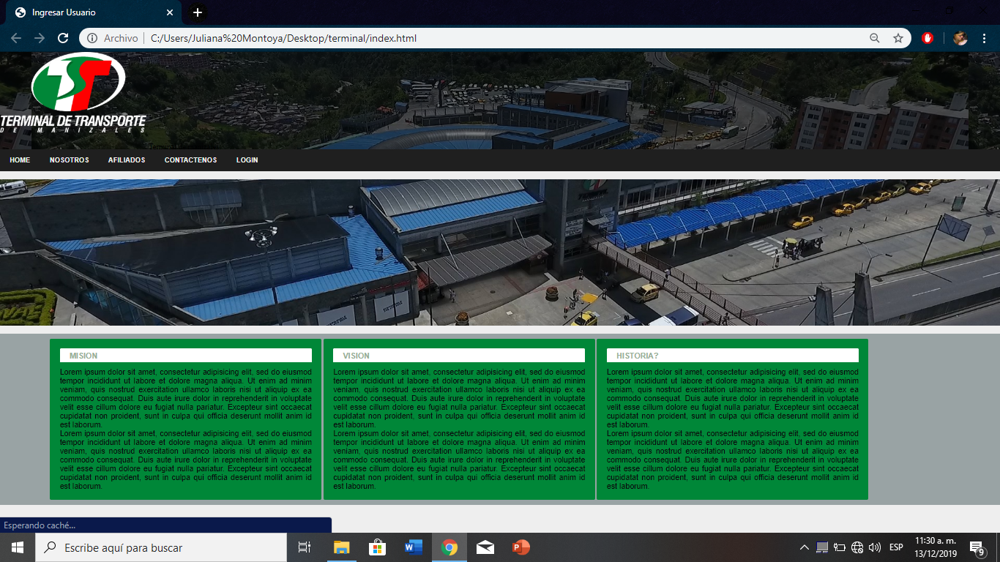 Ingresar Usuario
Archivo
C:/Users/Juliana%20Montoya/Desktop/terminal/index.html
TERMINAL DE TRANSPORTE
DE MANIZALES
HOME
NOSOTROS
AFILIADOS
CONTACTENOS
LOGIN
MISION
Lorem ipsum dolor sit amet, consectetur adipisicing elit, sed do eiusmod
tempor incididunt ut labore et dolore magna aliqua. Ut enim ad minim
veniam, quis nostrud exercitation ullamco laboris nisi ut aliquip ex ea
commodo consequat. Duis aute irure dolor in reprehenderit in voluptate
velit esse cillum dolore eu fugiat nulla pariatur. Excepteur sint occaecat
cupidatat non proident, sunt in culpa qui officia deserunt mollit anim id
est laborum.
Lorem ipsum dolor sit amet, consectetur adipisicing elit, sed do eiusmod
tempor incididunt ut labore et dolore magna aliqua. Ut enim ad minim
veniam, quis nostrud exercitation ullamco laboris nisi ut aliquip ex ea
commodo consequat. Duis aute irure dolor in reprehenderit in voluptate
velit esse cillum dolore eu fugiat nulla pariatur. Excepteur sint occaecat
cupidatat non proident, sunt in culpa qui officia deserunt mollit anim id
est laborum.
VISION
Lorem ipsum dolor sit amet, consectetur adipisicing elit, sed do eiusmod
tempor incididunt ut labore et dolore magna aliqua. Ut enim ad minim
veniam, quis nostrud exercitation ullamco laboris nisi ut aliquip ex ea
commodo consequat. Duis aute irure dolor in reprehenderit in voluptate
velit esse cillum dolore eu fugiat nulla pariatur. Excepteur sint occaecat
cupidatat non proident, sunt in culpa qui officia deserunt mollit anim id
est laborum.
Lorem ipsum dolor sit amet, consectetur adipisicing elit, sed do eiusmod
tempor incididunt ut labore et dolore magna aliqua. Ut enim ad minim
veniam, quis nostrud exercitation ullamco laboris nisi ut aliquip ex ea
commodo consequat. Duis aute irure dolor in reprehenderit in voluptate
velit esse cillum dolore eu fugiat nulla pariatur. Excepteur sint occaecat
cupidatat non proident, sunt in culpa qui officia deserunt mollit anim id
est laborum.
HISTORIA?
Lorem ipsum dolor sit amet, consectetur adipisicing elit, sed do eiusmod
tempor incididunt ut labore et dolore magna aliqua. Ut enim ad minim
veniam, quis nostrud exercitation ullamco laboris nisi ut aliquip ex ea
commodo consequat. Duis aute irure dolor in reprehenderit in voluptate
velit esse cillum dolore eu fugiat nulla pariatur. Excepteur sint occaecat
cupidatat non proident, sunt in culpa qui officia deserunt mollit anim id
est laborum.
Lorem ipsum dolor sit amet, consectetur adipisicing elit, sed do eiusmod
tempor incididunt ut labore et dolore magna aliqua. Ut enim ad minim
veniam, quis nostrud exercitation ullamco laboris nisi ut aliquip ex ea
commodo consequat. Duis aute irure dolor in reprehenderit in voluptate
velit esse cillum dolore eu fugiat nulla pariatur. Excepteur sint occaecat
cupidatat non proident, sunt in culpa qui officia deserunt mollit anim id
est laborum.
Esperando caché...
Escribe aquí para buscar
ESP
11:30 a. m.
13/12/2019
9